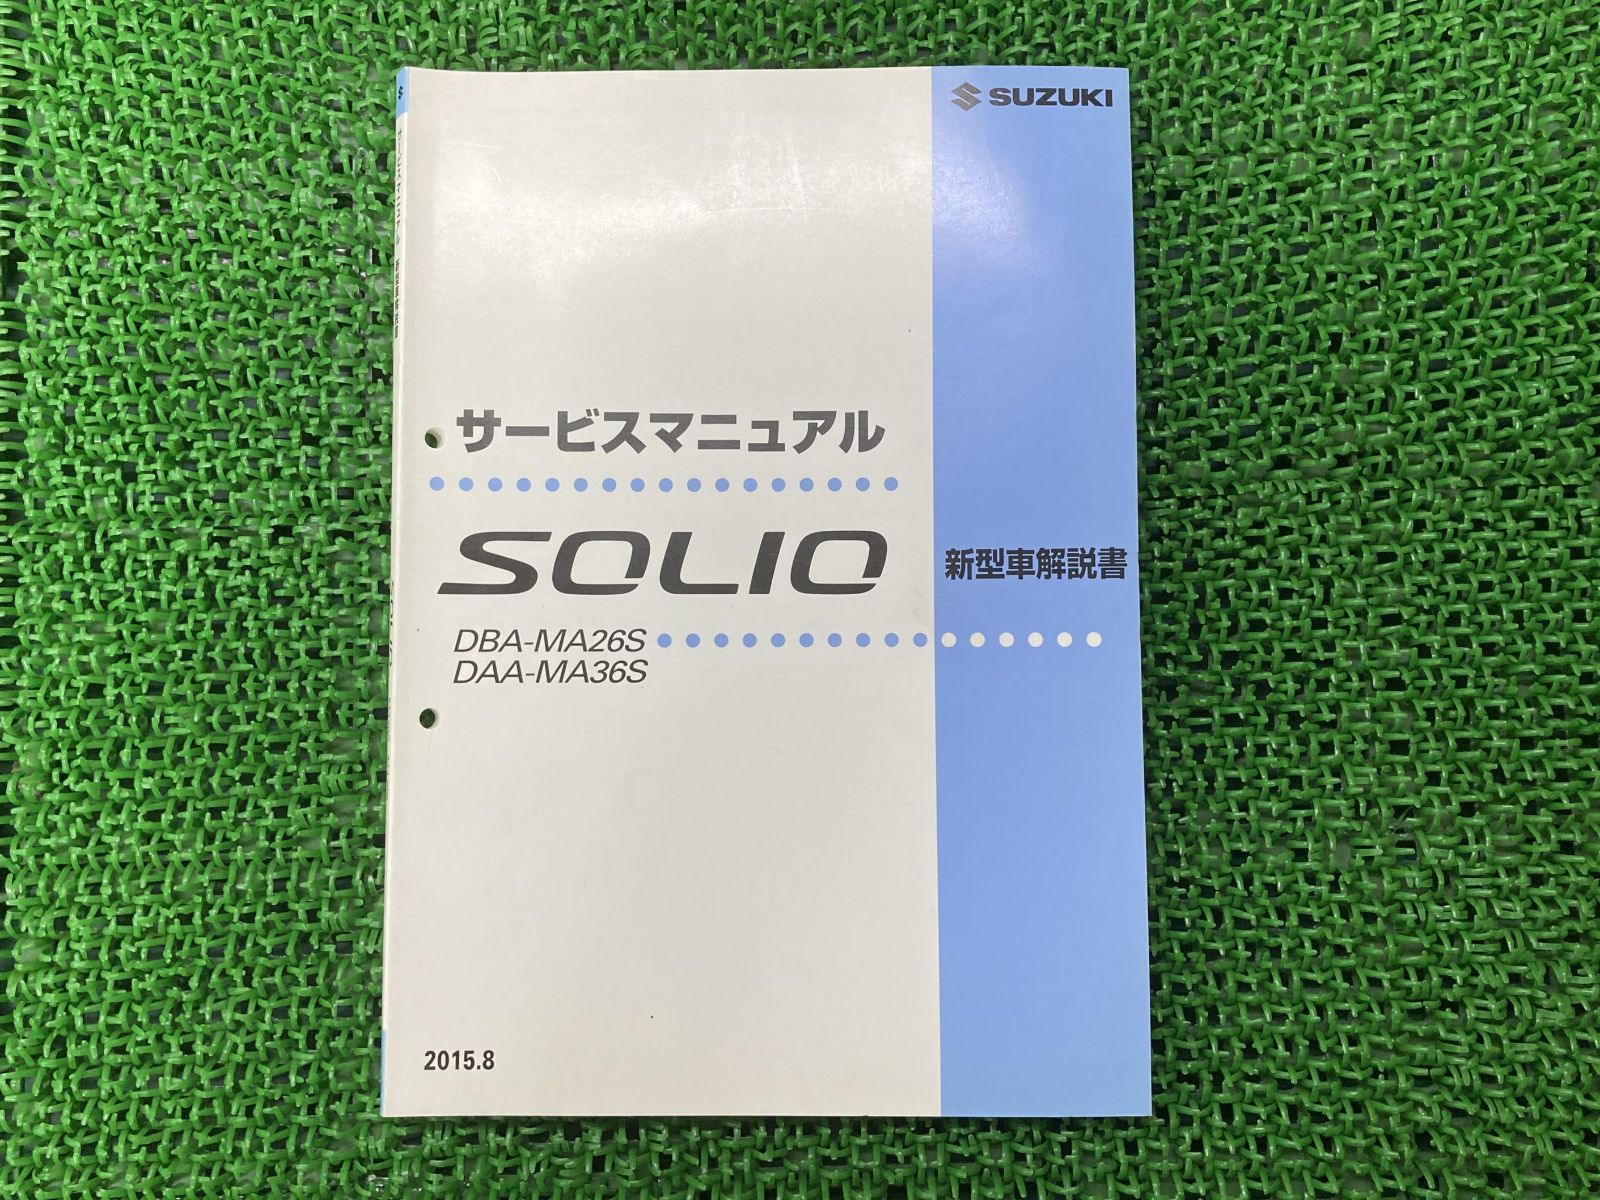 SUZUKI
サービスマニュアル
SOLIO
新型車解説書
DBA-MA26S
DAA-MA36S
2015.8